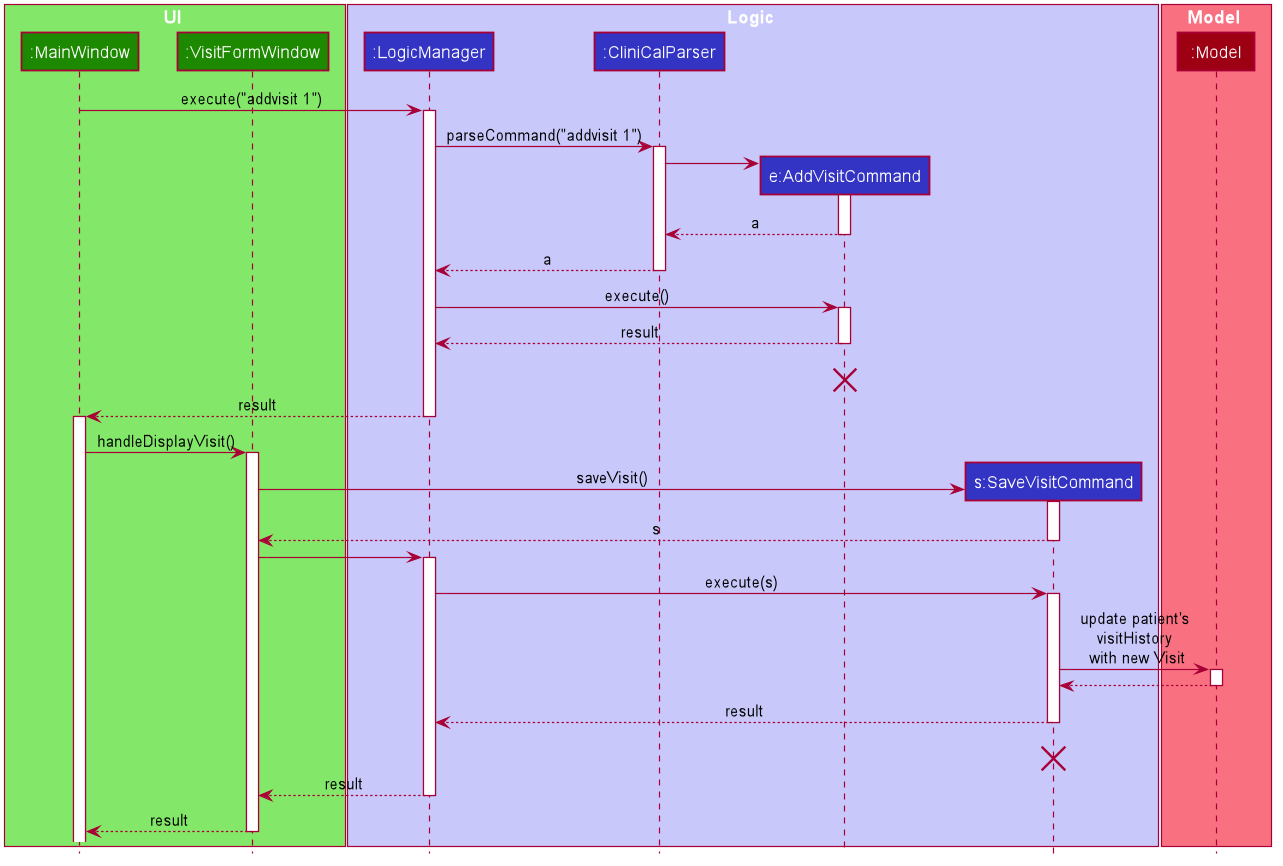 UI
Logic
Model
:MainWindow
:VisitFormWindow
:LogicManager
:CliniCalParser
:Model
execute("addvisit 1")
parseCommand("addvisit 1")
e:AddVisitCommand
a
a
execute()
result
result
handleDisplayVisit()
saveVisit()
s:SaveVisitCommand
s
execute(s)
update patient's
visitHistory
with new Visit
result
result
result